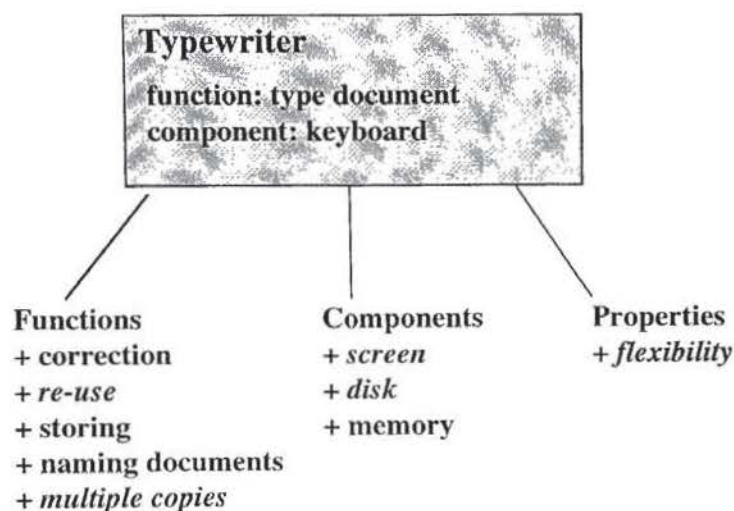 Typewriter
function: type document
component: keyboard
Functions
+ correction
+ re-use
+ storing
+ naming documents
+ multiple copies
Components
+ screen
+ disk
+ memory
Properties
+ flexibility